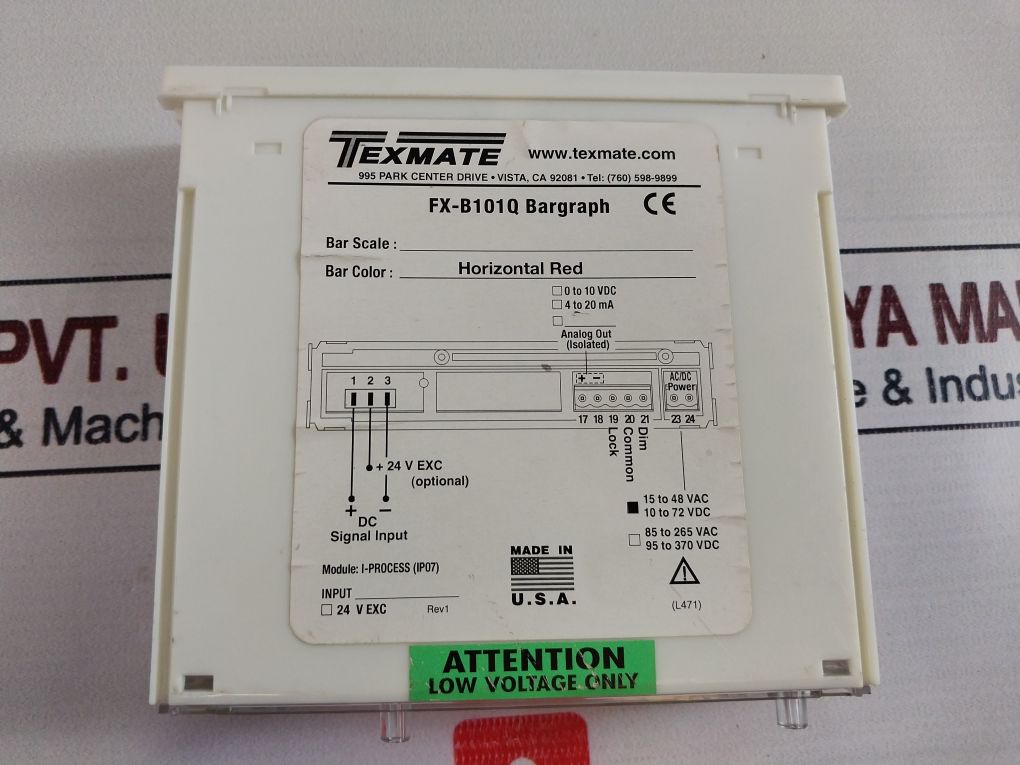 TEXMATE www.texmate.com
995 PARK CENTER DRIVE • VISTA, CA 92081 • Tel: (760) 598-9899
FX-B101Q Bargraph CE
Bar Scale :
Bar Color : Horizontal Red
0 to 10 VDC
4 to 20 mA
Analog Out
(Isolated)
+ −
AC/DC
Power
1 2 3
17 18 19 20 21 23 24
Lock
Common
Dim
+ 24 V EXC
(optional)
+ −
DC
Signal Input
15 to 48 VAC
10 to 72 VDC
85 to 265 VAC
95 to 370 VDC
Module: I-PROCESS (IP07)
INPUT
24 V EXC
Rev1
MADE IN
U.S.A.
(L471)
ATTENTION
LOW VOLTAGE ONLY
PVT.
& Mach
YA MA
& Indus